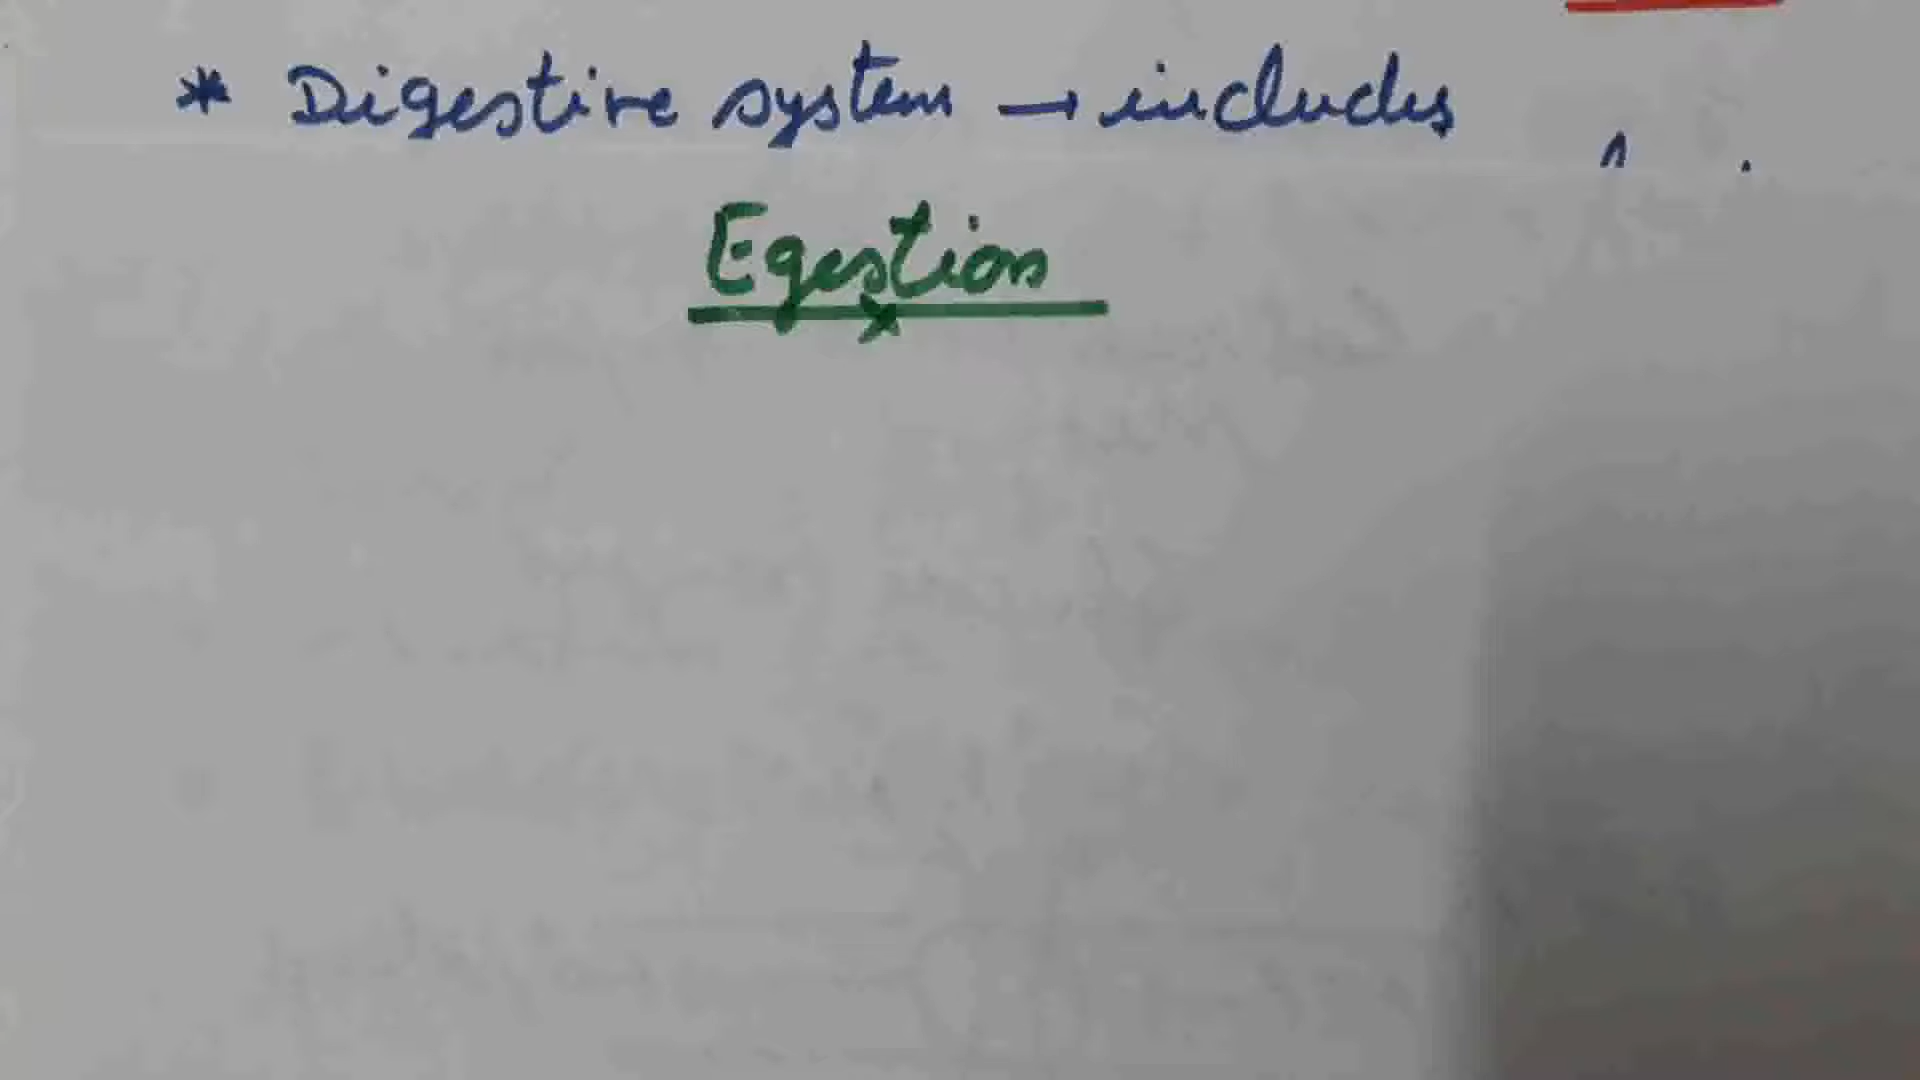 * Digestive system → includes
Egestion